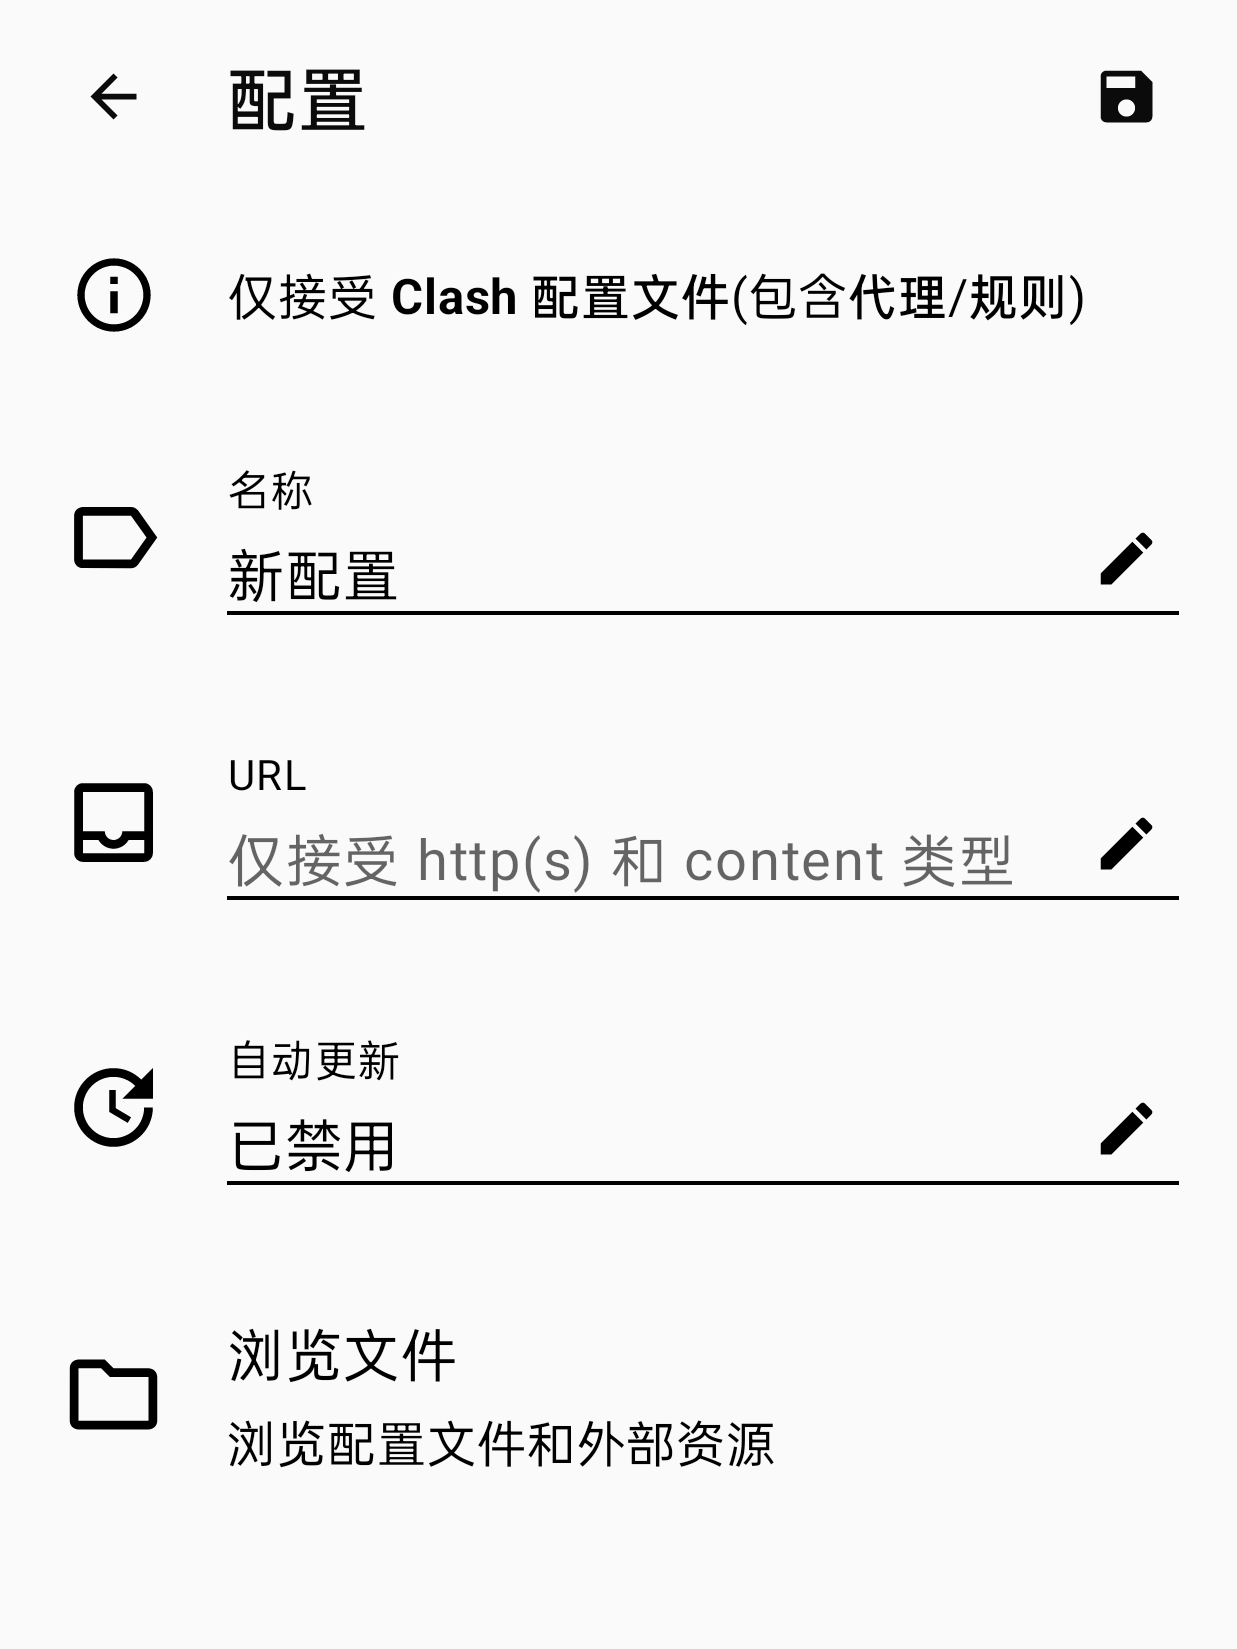 配置
仅接受 Clash 配置文件(包含代理/规则)
名称
新配置
URL
仅接受 http(s) 和 content 类型
自动更新
已禁用
浏览文件
浏览配置文件和外部资源